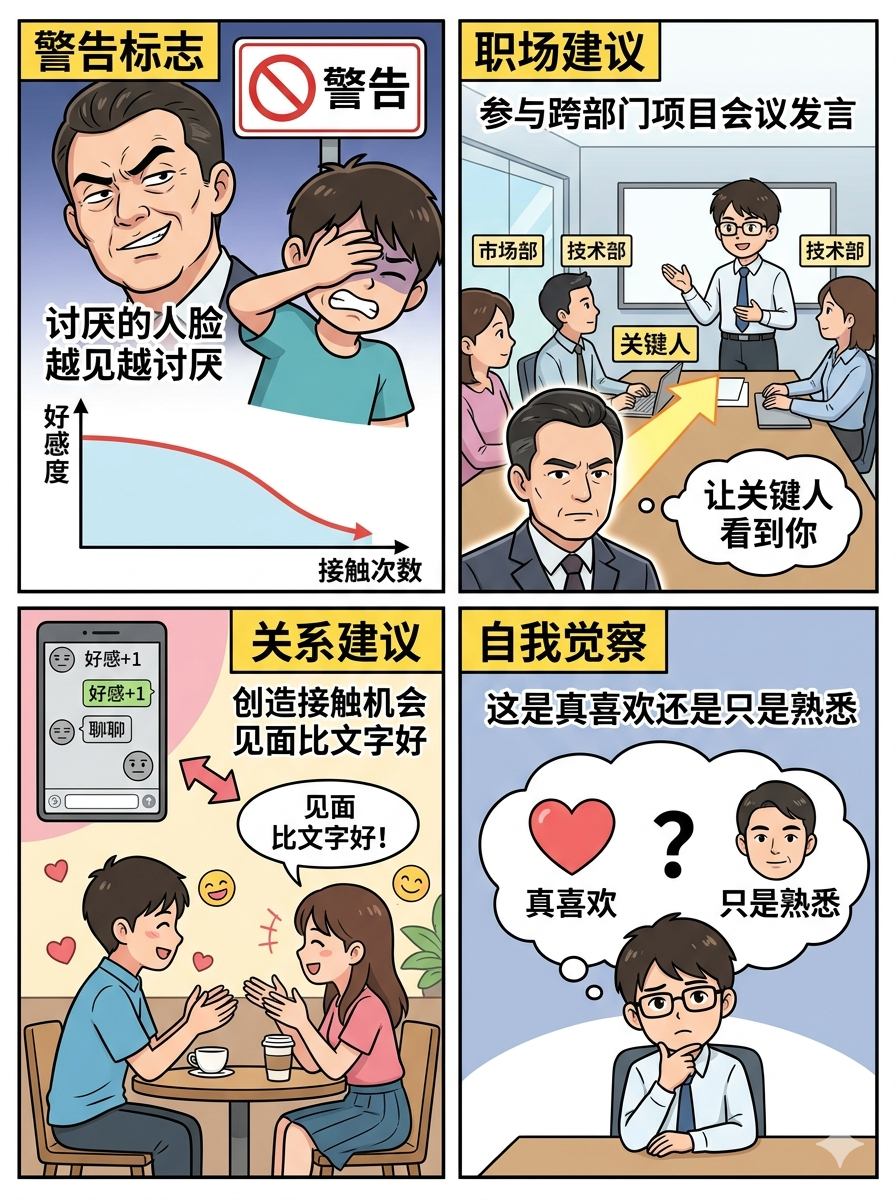 警告标志
警告
讨厌的人脸
越见越讨厌
好感度
接触次数
职场建议
参与跨部门项目会议发言
市场部
技术部
技术部
关键人
让关键人
看到你
关系建议
好感+1
好感+1
聊聊
创造接触机会
见面比文字好
见面
比文字好！
自我觉察
这是真喜欢还是只是熟悉
?
真喜欢
只是熟悉